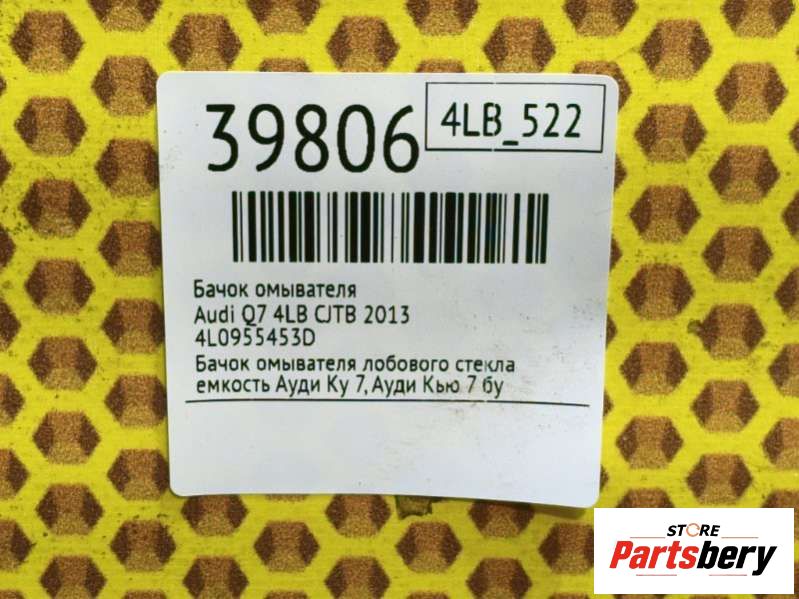 39806
4LB_522
Бачок омывателя
Audi Q7 4LB CJTB 2013
4L0955453D
Бачок омывателя лобового стекла
емкость Ауди Ку 7, Ауди Кью 7 бу
STORE
Partsbery